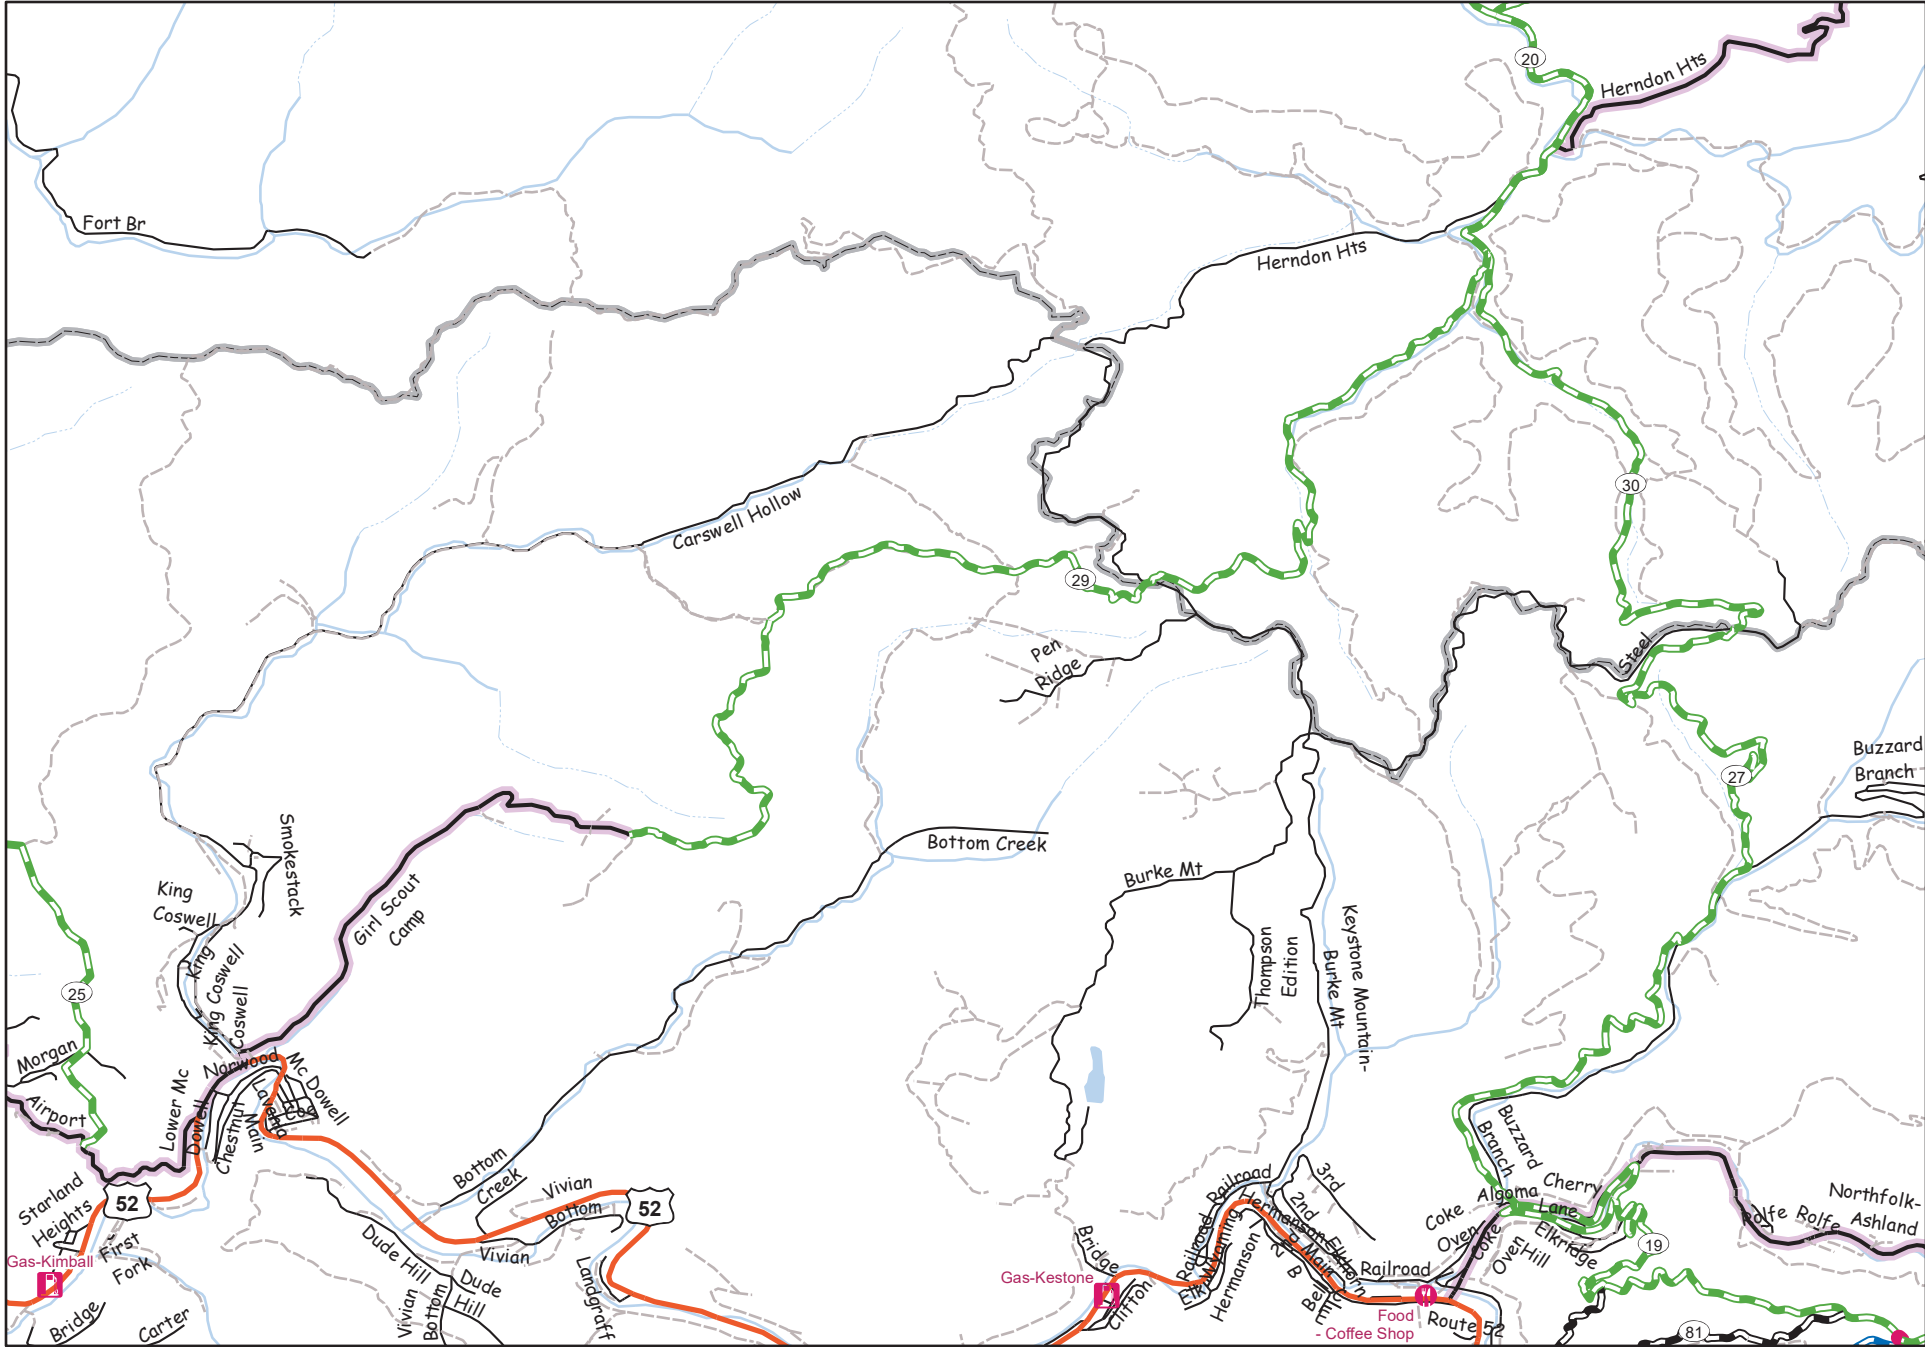 20
Herndon Hts
Fort Br
Herndon Hts
30
Carswell Hollow
29
Pen
Ridge
Steel
Buzzard
Branch
27
Smokestack
Bottom Creek
King
Coswell
Girl Scout
Camp
Burke Mt
Thompson
Edition
Keystone Mountain-
Burke Mt
King
King Coswell
Coswell
25
Morgan
Norwood
Mc Dowell
Airport
Lower Mc
Dowell
Chestnut
Main
Buzzard
Branch
Starland
Heights
52
Bottom
Creek
Vivian
Bottom
52
Vivian
Railroad
3rd
2nd
Hermanson
Elkhorn
Cherry
Algoma
Lane
Coke
Oven
Coke
Oven
Hill
Elkridge
Rolfe
Rolfe
Northfolk-
Ashland
19
Gas-Kimball
First
Fork
Bridge
Carter
Dude Hill
Dude
Hill
Vivian
Bottom
Landgraff
Bridge
Gas-Kestone
Clifton
Railroad
Wyoming
Hermanson
Main
Railroad
Food
- Coffee Shop
Route 52
81